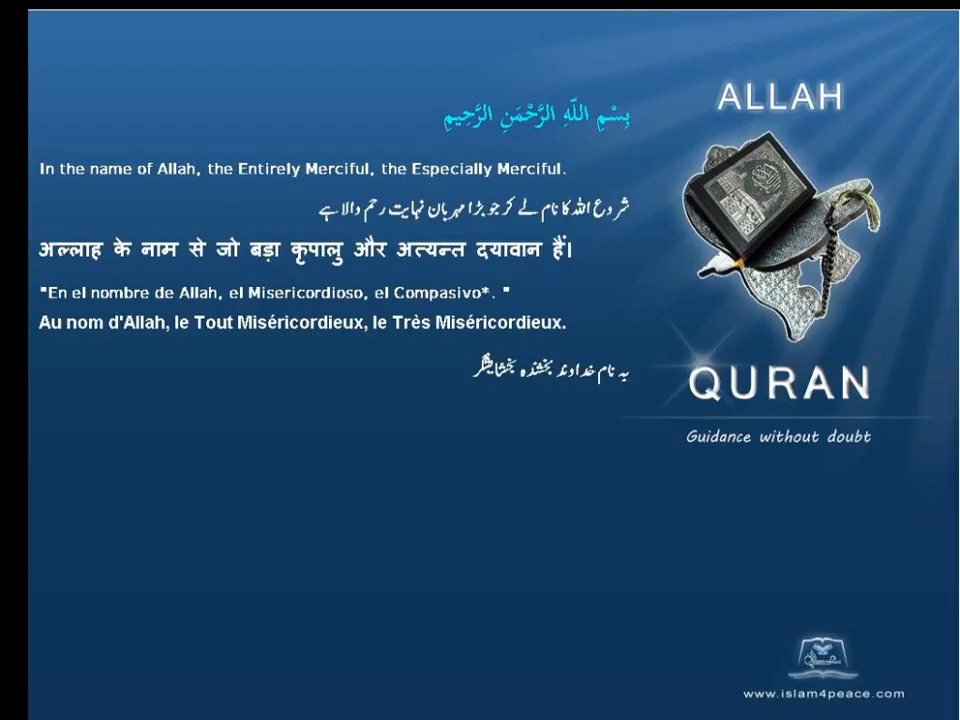 بِسْمِ اللَّهِ الرَّحْمَنِ الرَّحِيمِ
In the name of Allah, the Entirely Merciful, the Especially Merciful.
شروع الله کا نام لے کر جو بڑا مہربان نہایت رحم والا ہے
अल्लाह के नाम से जो बड़ा कृपालु और अत्यन्त दयावान हैं।
"En el nombre de Allah, el Misericordioso, el Compasivo*. "
Au nom d'Allah, le Tout Miséricordieux, le Très Miséricordieux.
به نام خداوند بخشنده بخشایشگر
ALLAH
QURAN
Guidance without doubt
www.islam4peace.com